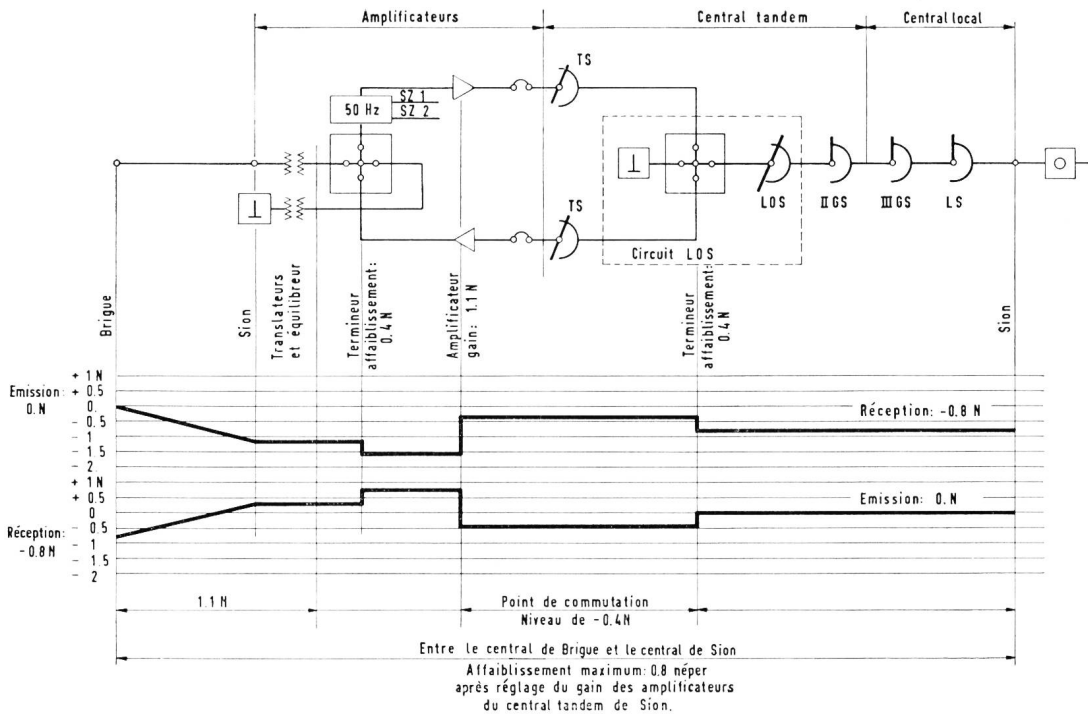 Amplificateurs
Central tandem
Central local
TS
SZ 1
SZ 2
50 Hz
TS
LOS
II GS
III GS
LS
Circuit LOS
Brigue
Sion
Translateurs
et équilibreur
Termineur
affaiblissement:
0.4 N
Amplificateur
gain: 1.1 N
Termineur
affaiblissement:
0.4 N
Sion
Emission:
0.N
+ 1 N
+ 0.5
0.
- 0.5
- 1
- 1.5
- 2.
Réception: -0.8 N
Réception:
-0.8 N
+ 1 N
+ 0.5
0
- 0.5
- 1
- 1.5
- 2
Emission: 0.N
1.1 N
Point de commutation
Niveau de -0.4N
Entre le central de Brigue et le central de Sion
Affaiblissement maximum: 0.8 néper
après réglage du gain des amplificateurs
du central tandem de Sion.